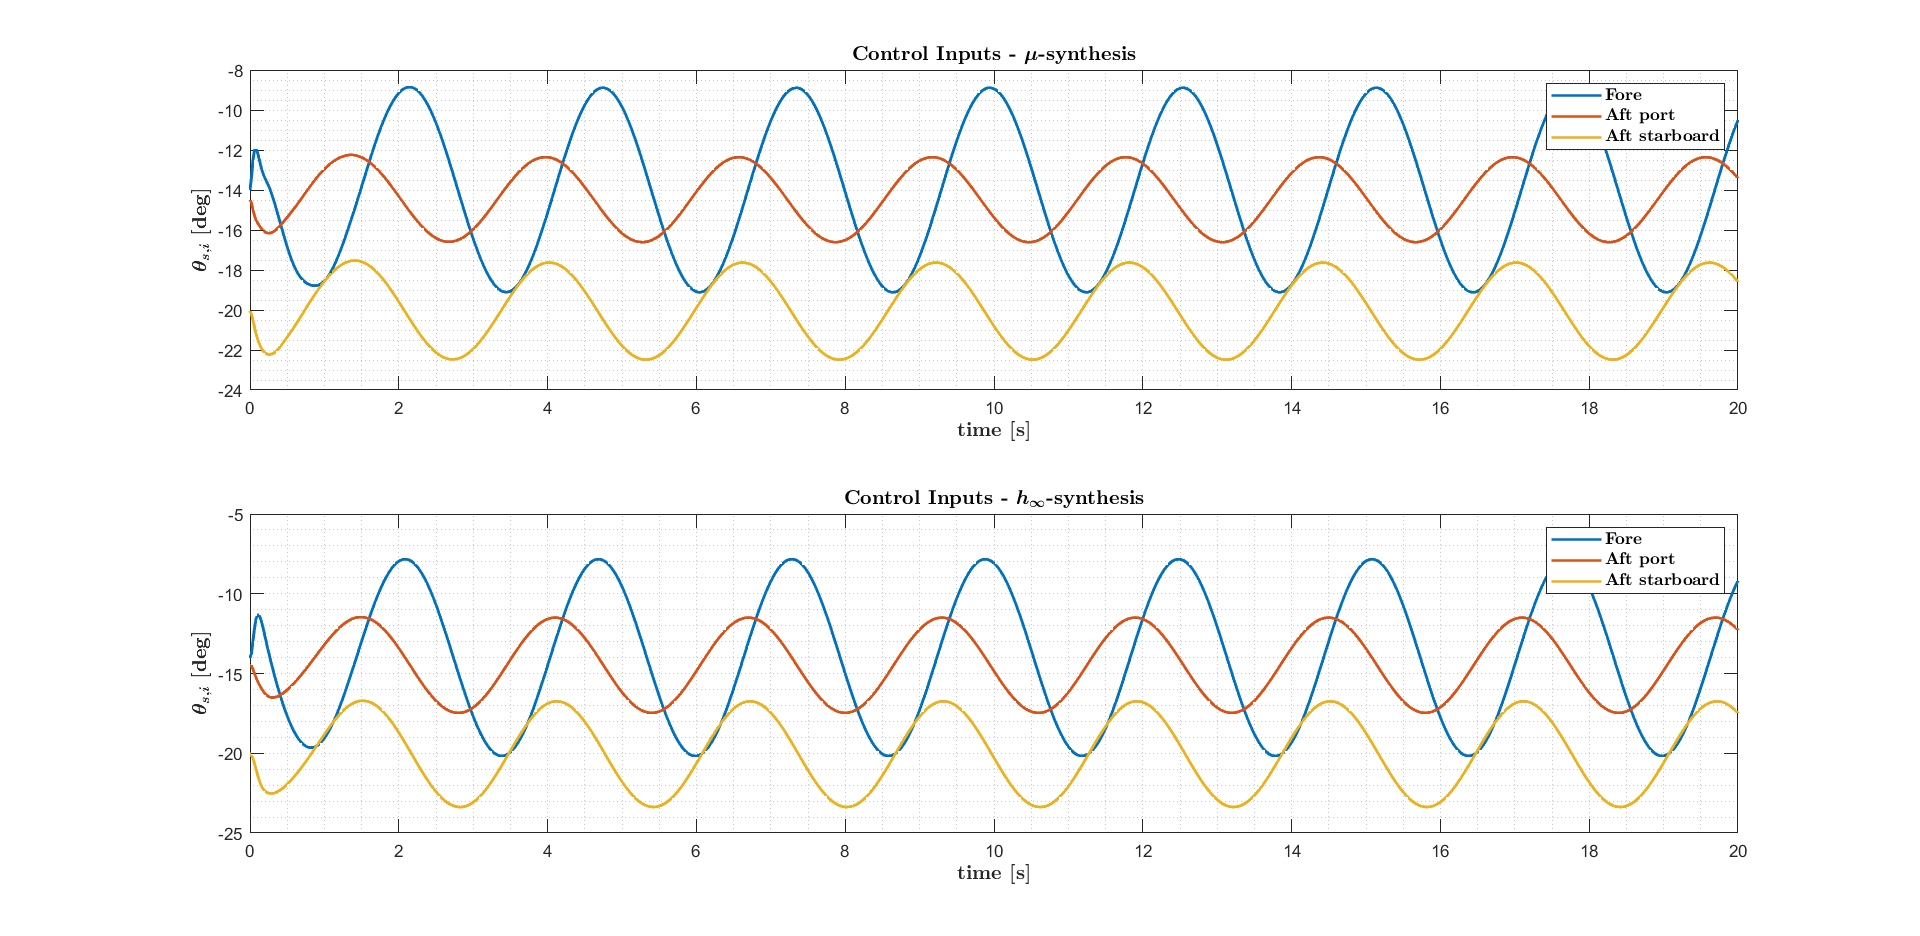 Control Inputs - μ-synthesis
-8
-10
-12
-14
-16
-18
-20
-22
-24
θs,i [deg]
Fore
Aft port
Aft starboard
0 2 4 6 8 10 12 14 16 18 20
time [s]
Control Inputs - h∞-synthesis
-5
-10
-15
-20
-25
θs,i [deg]
Fore
Aft port
Aft starboard
0 2 4 6 8 10 12 14 16 18 20
time [s]